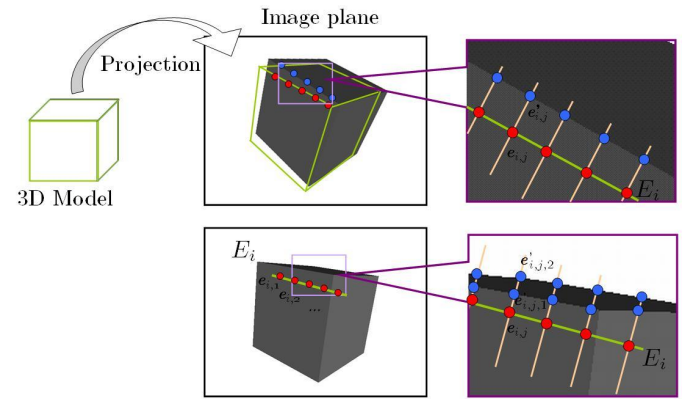 Image plane
Projection
3D Model
e'i,j
ei,j
Ei
Ei
ei,1
ei,2
...
e'i,j,2
e'i,j,1
ei,j
Ei